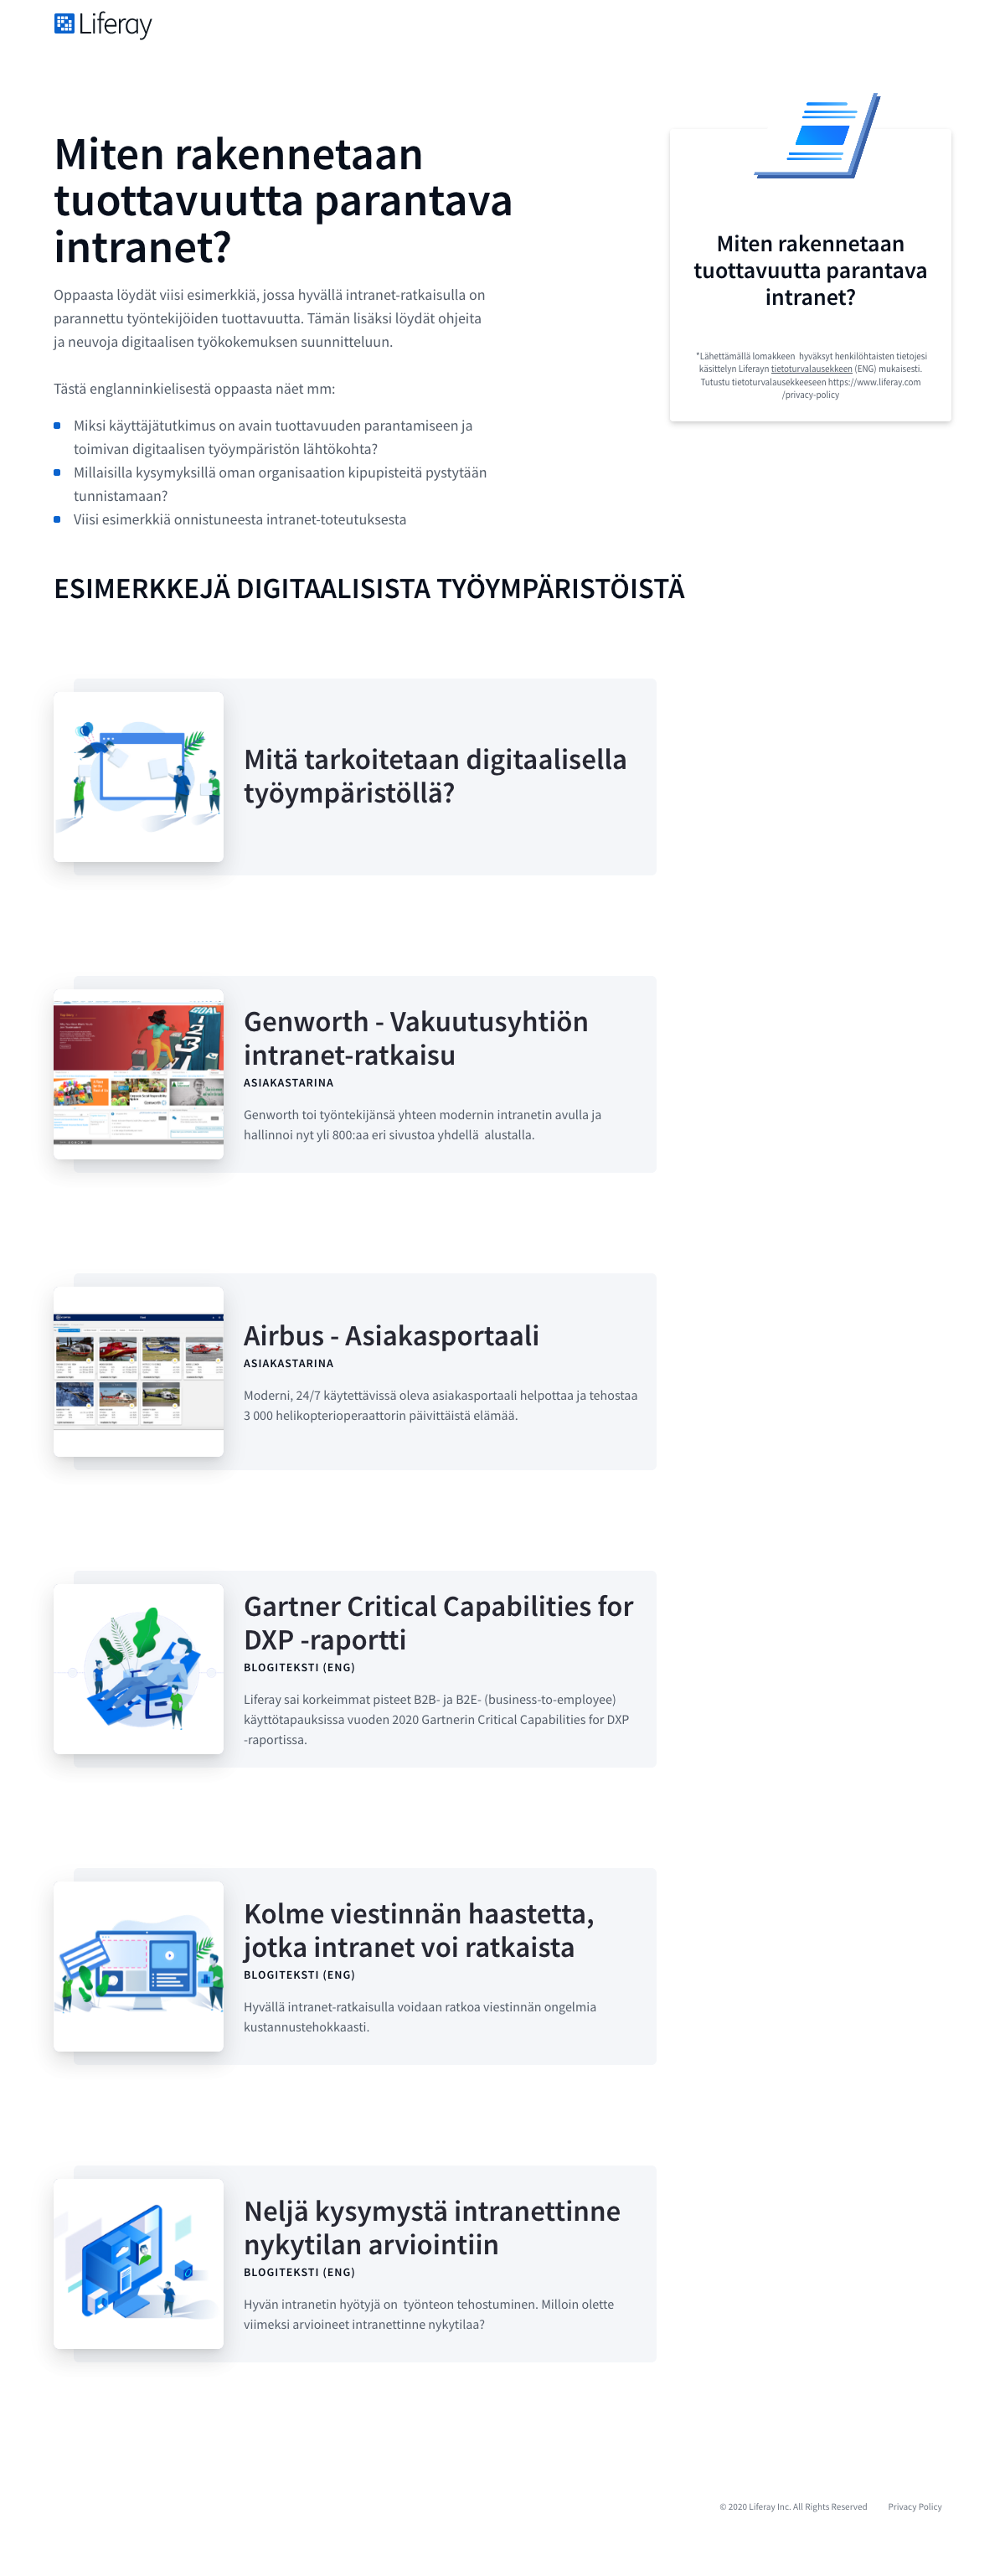 Liferay
Miten rakennetaan
tuottavuutta parantava
intranet?
Oppaasta löydät viisi esimerkkiä, jossa hyvällä intranet-ratkaisulla on
parannettu työntekijöiden tuottavuutta. Tämän lisäksi löydät ohjeita
ja neuvoja digitaalisen työkokemuksen suunnitteluun.
Tästä englanninkielisestä oppaasta näet mm:
Miksi käyttäjätutkimus on avain tuottavuuden parantamiseen ja
toimivan digitaalisen työympäristön lähtökohta?
Millaisilla kysymyksillä oman organisaation kipupisteitä pystytään
tunnistamaan?
Viisi esimerkkiä onnistuneesta intranet-toteutuksesta
Miten rakennetaan
tuottavuutta parantava
intranet?
*Lähettämällä lomakkeen  hyväksyt henkilöhtaisten tietojesi
käsittelyn Liferayn tietoturvalausekkeen (ENG) mukaisesti.
Tutustu tietoturvalausekkeeseen https://www.liferay.com
/privacy-policy
ESIMERKKEJÄ DIGITAALISISTA TYÖYMPÄRISTÖISTÄ
Mitä tarkoitetaan digitaalisella
työympäristöllä?
Genworth - Vakuutusyhtiön
intranet-ratkaisu
ASIAKASTARINA
Genworth toi työntekijänsä yhteen modernin intranetin avulla ja
hallinnoi nyt yli 800:aa eri sivustoa yhdellä  alustalla.
Airbus - Asiakasportaali
ASIAKASTARINA
Moderni, 24/7 käytettävissä oleva asiakasportaali helpottaa ja tehostaa
3 000 helikopterioperaattorin päivittäistä elämää.
Gartner Critical Capabilities for
DXP -raportti
BLOGITEKSTI (ENG)
Liferay sai korkeimmat pisteet B2B- ja B2E- (business-to-employee)
käyttötapauksissa vuoden 2020 Gartnerin Critical Capabilities for DXP
-raportissa.
Kolme viestinnän haastetta,
jotka intranet voi ratkaista
BLOGITEKSTI (ENG)
Hyvällä intranet-ratkaisulla voidaan ratkoa viestinnän ongelmia
kustannustehokkaasti.
Neljä kysymystä intranettinne
nykytilan arviointiin
BLOGITEKSTI (ENG)
Hyvän intranetin hyötyjä on  työnteon tehostuminen. Milloin olette
viimeksi arvioineet intranettinne nykytilaa?
© 2020 Liferay Inc. All Rights Reserved
Privacy Policy